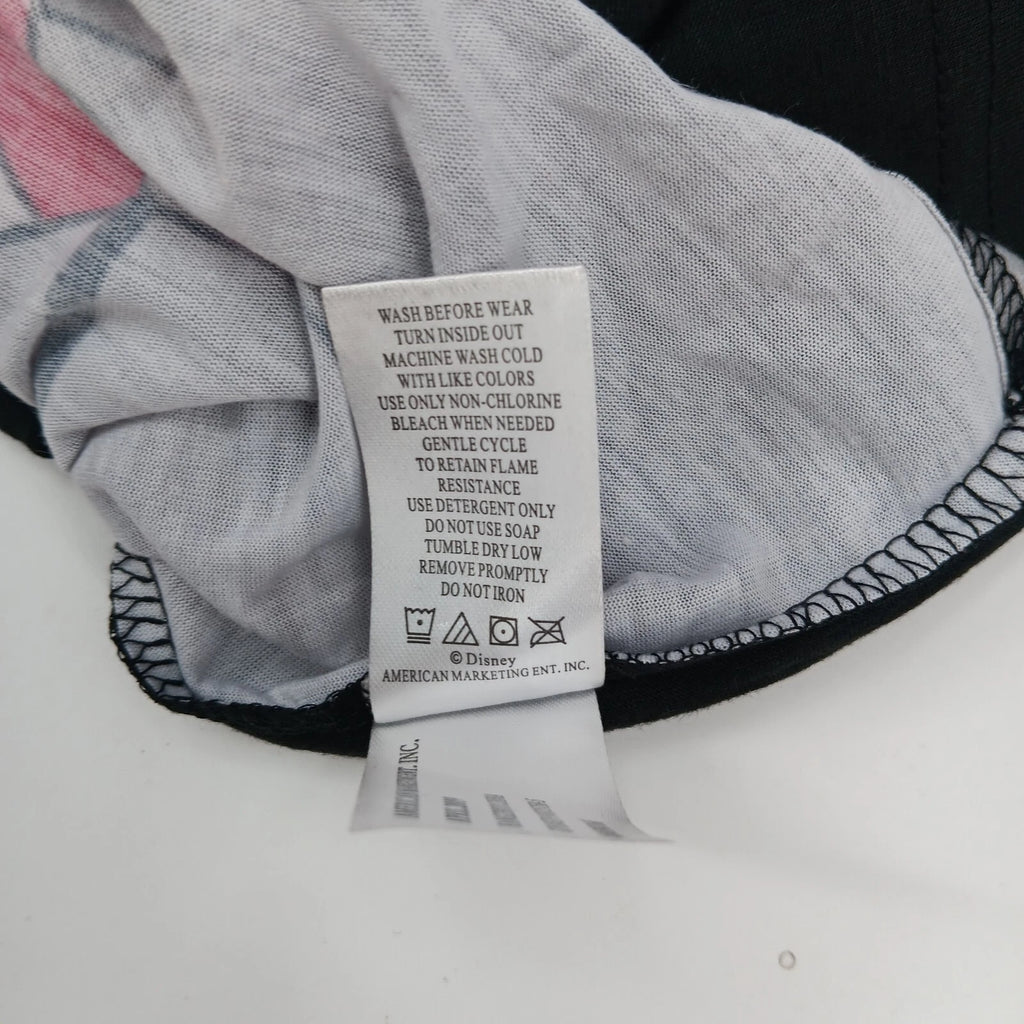 WASH BEFORE WEAR
TURN INSIDE OUT
MACHINE WASH COLD
WITH LIKE COLORS
USE ONLY NON-CHLORINE
BLEACH WHEN NEEDED
GENTLE CYCLE
TO RETAIN FLAME
RESISTANCE
USE DETERGENT ONLY
DO NOT USE SOAP
TUMBLE DRY LOW
REMOVE PROMPTLY
DO NOT IRON
© Disney
AMERICAN MARKETING ENT. INC.
INC.